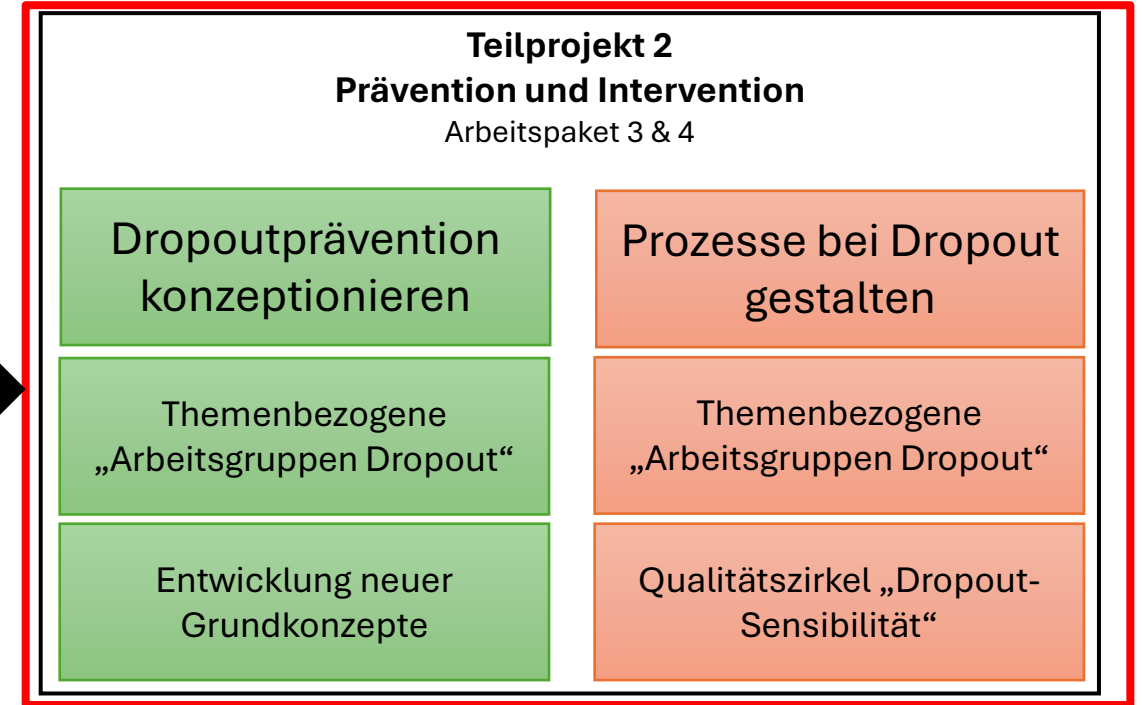 Teilprojekt 2
Prävention und Intervention
Arbeitspaket 3 & 4
Dropoutprävention
konzeptionieren
Prozesse bei Dropout
gestalten
Themenbezogene
„Arbeitsgruppen Dropout“
Themenbezogene
„Arbeitsgruppen Dropout“
Entwicklung neuer
Grundkonzepte
Qualitätszirkel „Dropout-
Sensibilität“